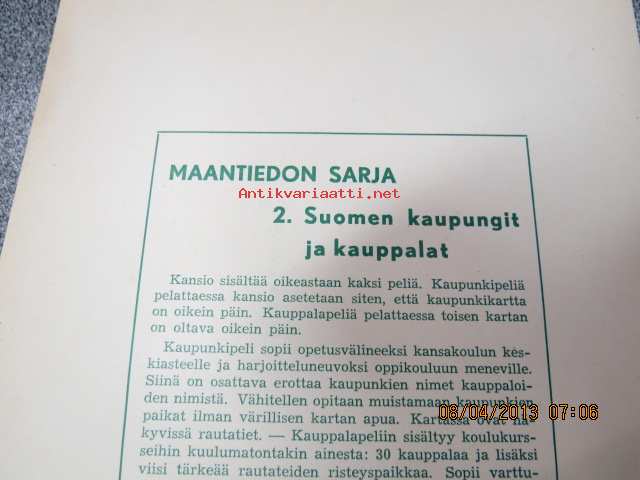 MAANTIEDON SARJA
Antikvariaatti.net
2. Suomen kaupungit
ja kauppalat
Kansio sisältää oikeastaan kaksi peliä. Kaupunkipeliä
pelattaessa kansio asetetaan siten, että kaupunkikartta
on oikein päin. Kauppalapeliä pelattaessa toisen kartan
on oltava oikein päin.
Kaupunkipeli sopii opetusvälineeksi kansakoulun kes-
kiasteelle ja harjoitteluneuvoksi oppikouluun meneville.
Siinä on osattava erottaa kaupunkien nimet kauppaloi-
den nimistä. Vähitellen opitaan muistamaan kaupunkien
paikat ilman värillisen kartan apua. Kartassa ovat nä-
kyvissä rautatiet. — Kauppalapeliin sisältyy koulukurs-
seihin kuulumatontakin ainesta: 30 kauppalaa ja lisäksi
viisi tärkeää rautateiden risteyspaikkaa. Sopii varttu-
08/04/2013 07:06